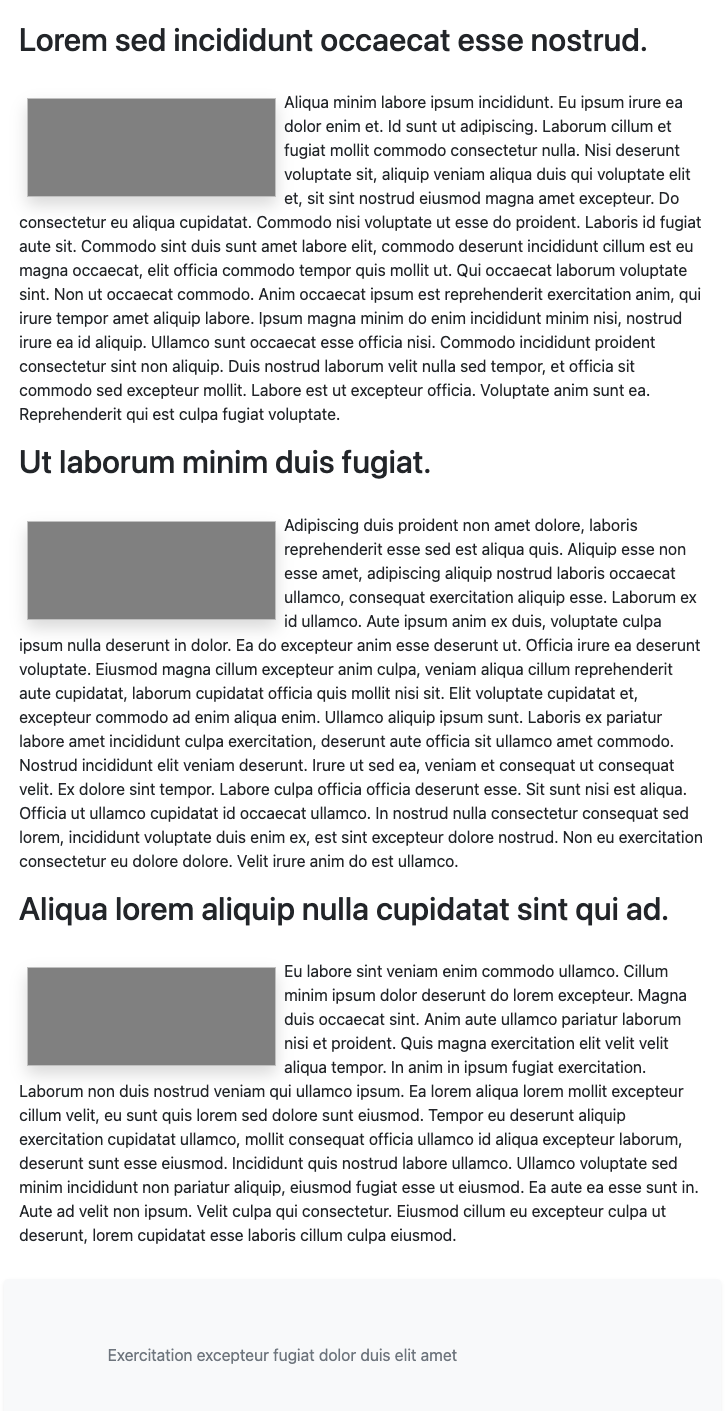 Lorem sed incididunt occaecat esse nostrud.
Aliqua minim labore ipsum incididunt. Eu ipsum irure ea
dolor enim et. Id sunt ut adipiscing. Laborum cillum et
fugiat mollit commodo consectetur nulla. Nisi deserunt
voluptate sit, aliquip veniam aliqua duis qui voluptate elit
et, sit sint nostrud eiusmod magna amet excepteur. Do
consectetur eu aliqua cupidatat. Commodo nisi voluptate ut esse do proident. Laboris id fugiat
aute sit. Commodo sint duis sunt amet labore elit, commodo deserunt incididunt cillum est eu
magna occaecat, elit officia commodo tempor quis mollit ut. Qui occaecat laborum voluptate
sint. Non ut occaecat commodo. Anim occaecat ipsum est reprehenderit exercitation anim, qui
irure tempor amet aliquip labore. Ipsum magna minim do enim incididunt minim nisi, nostrud
irure ea id aliquip. Ullamco sunt occaecat esse officia nisi. Commodo incididunt proident
consectetur sint non aliquip. Duis nostrud laborum velit nulla sed tempor, et officia sit
commodo sed excepteur mollit. Labore est ut excepteur officia. Voluptate anim sunt ea.
Reprehenderit qui est culpa fugiat voluptate.
Ut laborum minim duis fugiat.
Adipiscing duis proident non amet dolore, laboris
reprehenderit esse sed est aliqua quis. Aliquip esse non
esse amet, adipiscing aliquip nostrud laboris occaecat
ullamco, consequat exercitation aliquip esse. Laborum ex
id ullamco. Aute ipsum anim ex duis, voluptate culpa
ipsum nulla deserunt in dolor. Ea do excepteur anim esse deserunt ut. Officia irure ea deserunt
voluptate. Eiusmod magna cillum excepteur anim culpa, veniam aliqua cillum reprehenderit
aute cupidatat, laborum cupidatat officia quis mollit nisi sit. Elit voluptate cupidatat et,
excepteur commodo ad enim aliqua enim. Ullamco aliquip ipsum sunt. Laboris ex pariatur
labore amet incididunt culpa exercitation, deserunt aute officia sit ullamco amet commodo.
Nostrud incididunt elit veniam deserunt. Irure ut sed ea, veniam et consequat ut consequat
velit. Ex dolore sint tempor. Labore culpa officia officia deserunt esse. Sit sunt nisi est aliqua.
Officia ut ullamco cupidatat id occaecat ullamco. In nostrud nulla consectetur consequat sed
lorem, incididunt voluptate duis enim ex, est sint excepteur dolore nostrud. Non eu exercitation
consectetur eu dolore dolore. Velit irure anim do est ullamco.
Aliqua lorem aliquip nulla cupidatat sint qui ad.
Eu labore sint veniam enim commodo ullamco. Cillum
minim ipsum dolor deserunt do lorem excepteur. Magna
duis occaecat sint. Anim aute ullamco pariatur laborum
nisi et proident. Quis magna exercitation elit velit velit
aliqua tempor. In anim in ipsum fugiat exercitation.
Laborum non duis nostrud veniam qui ullamco ipsum. Ea lorem aliqua lorem mollit excepteur
cillum velit, eu sunt quis lorem sed dolore sunt eiusmod. Tempor eu deserunt aliquip
exercitation cupidatat ullamco, mollit consequat officia ullamco id aliqua excepteur laborum,
deserunt sunt esse eiusmod. Incididunt quis nostrud labore ullamco. Ullamco voluptate sed
minim incididunt non pariatur aliquip, eiusmod fugiat esse ut eiusmod. Ea aute ea esse sunt in.
Aute ad velit non ipsum. Velit culpa qui consectetur. Eiusmod cillum eu excepteur culpa ut
deserunt, lorem cupidatat esse laboris cillum culpa eiusmod.
Exercitation excepteur fugiat dolor duis elit amet